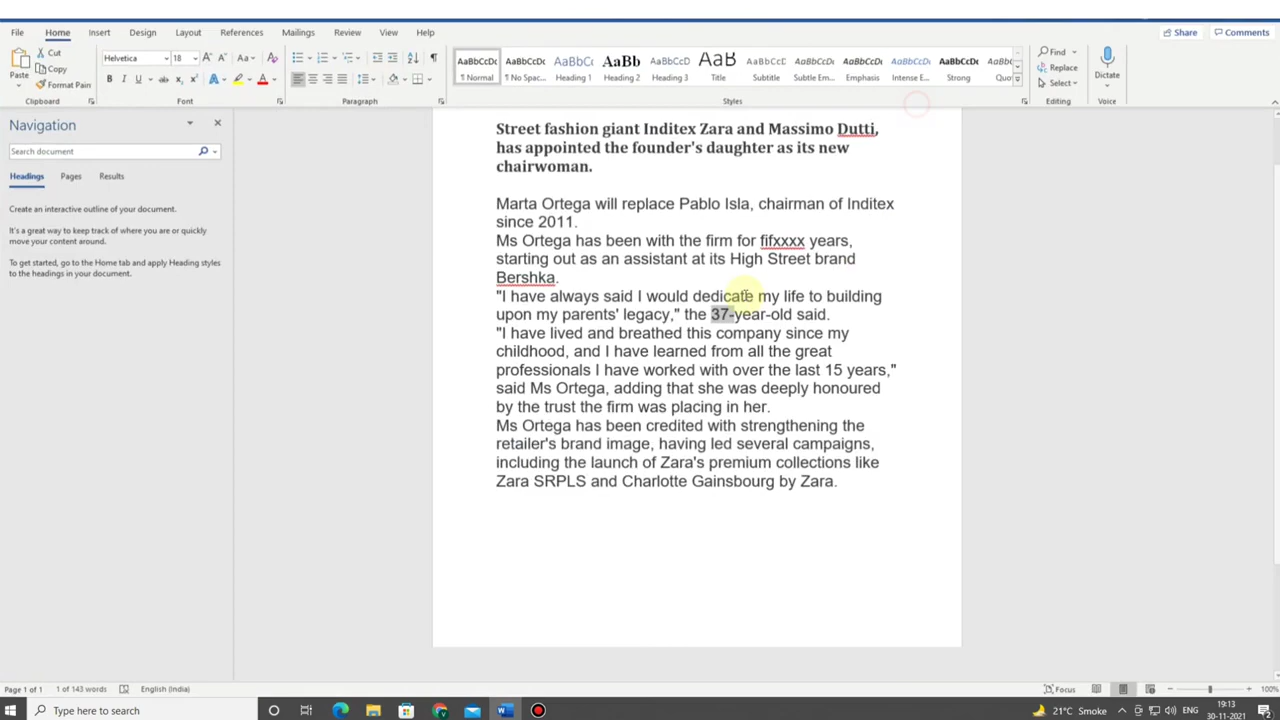 File Home Insert Design Layout References Mailings Review View Help Share Comments
Paste Cut Copy Format Pain
Clipboard
Helvetica 18
Font
Paragraph
AaBbCcDc AaBbCcDc AaBbCc AaBb AaBbCcD AaB AaBbCcD AaBbCcDc AaBbCcDc AaBbCcDc AaBbCcDc AaBbC
¶ Normal ¶ No Spac... Heading 1 Heading 2 Heading 3 Title Subtitle Subtle Em... Emphasis Intense E... Strong Quo
Styles
Find
Replace
Select
Editing
Dictate
Voice
Navigation
Search document
Headings Pages Results
Create an interactive outline of your document.
It's a great way to keep track of where you are or quickly
move your content around.
To get started, go to the Home tab and apply Heading styles
to the headings in your document.
Street fashion giant Inditex Zara and Massimo Dutti,
has appointed the founder's daughter as its new
chairwoman.
Marta Ortega will replace Pablo Isla, chairman of Inditex
since 2011.
Ms Ortega has been with the firm for fifxxxx years,
starting out as an assistant at its High Street brand
Bershka.
"I have always said I would dedicate my life to building
upon my parents' legacy," the 37-year-old said.
"I have lived and breathed this company since my
childhood, and I have learned from all the great
professionals I have worked with over the last 15 years,"
said Ms Ortega, adding that she was deeply honoured
by the trust the firm was placing in her.
Ms Ortega has been credited with strengthening the
retailer's brand image, having led several campaigns,
including the launch of Zara's premium collections like
Zara SRPLS and Charlotte Gainsbourg by Zara.
Page 1 of 1 1 of 143 words English (India) Focus 100%
Type here to search 21°C Smoke ENG 19:13
30-11-2021